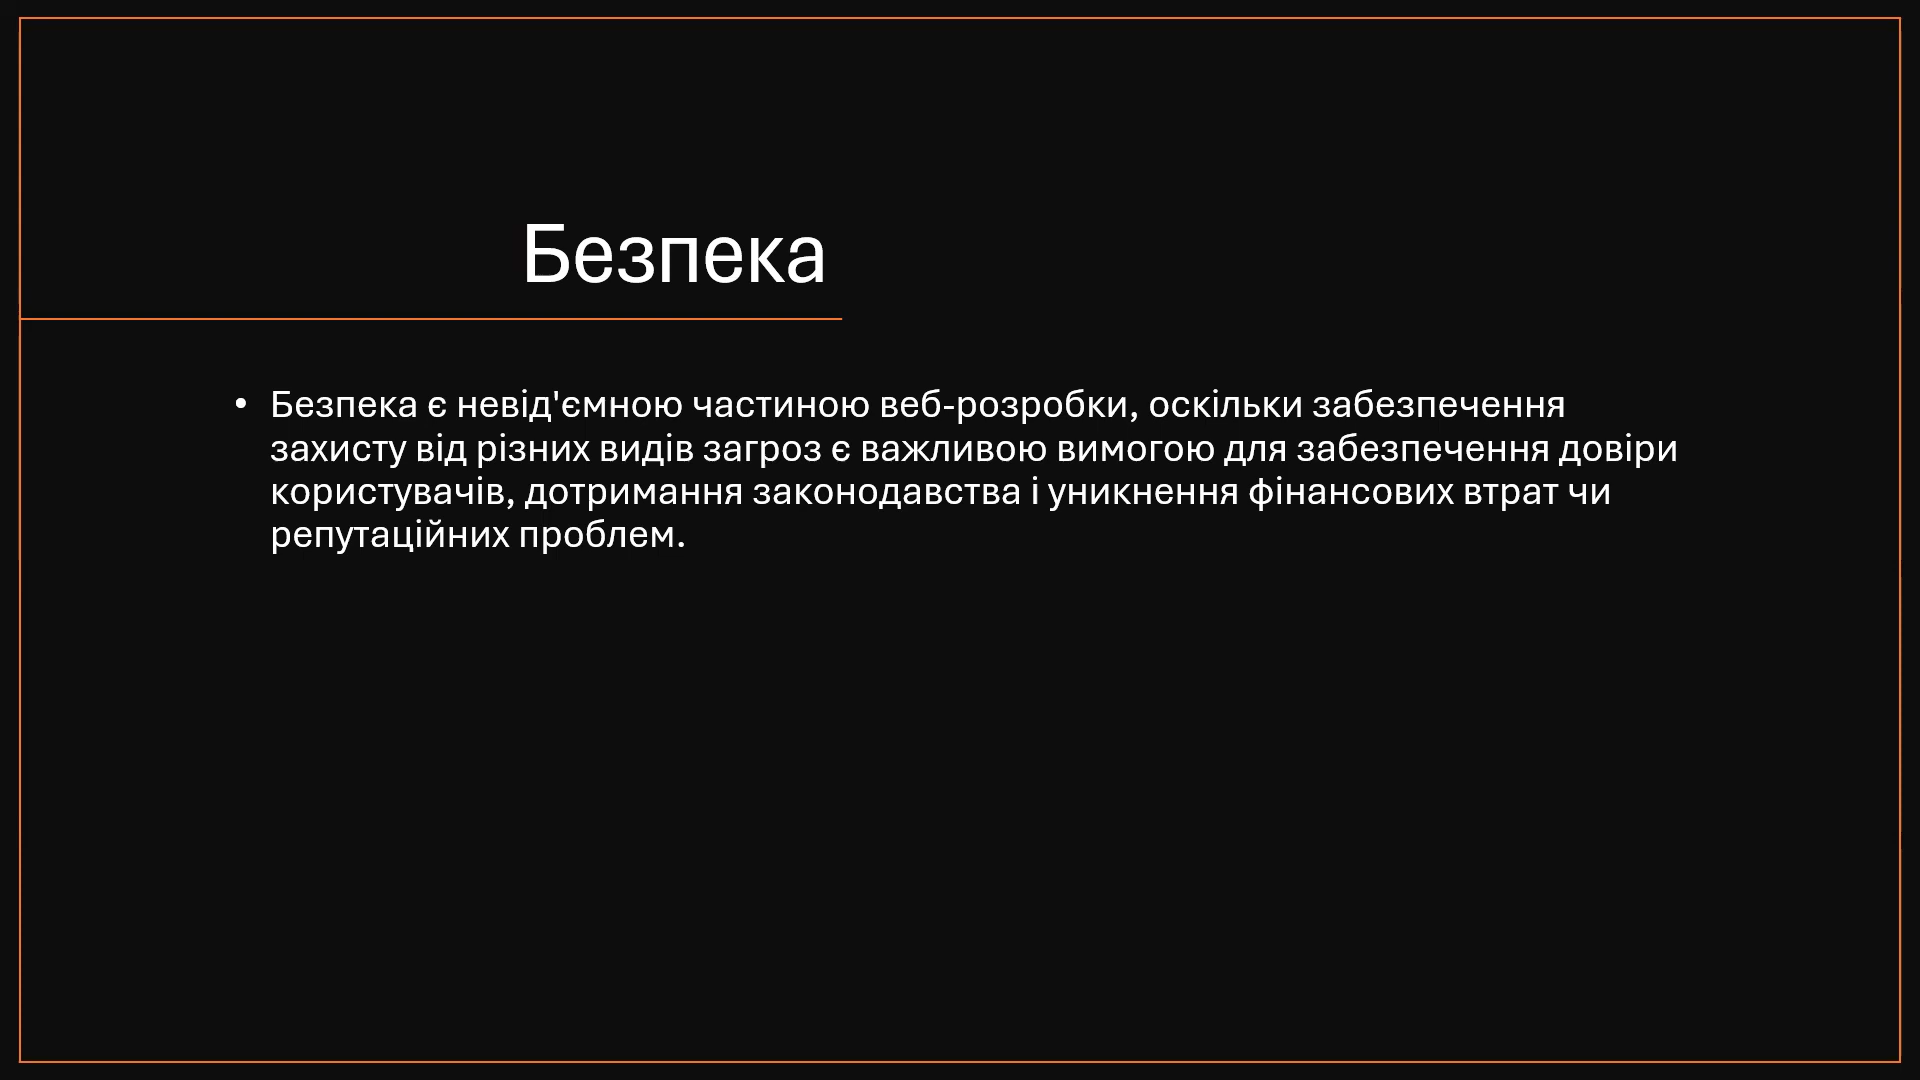 Безпека
• Безпека є невід'ємною частиною веб-розробки, оскільки забезпечення
захисту від різних видів загроз є важливою вимогою для забезпечення довіри
користувачів, дотримання законодавства і уникнення фінансових втрат чи
репутаційних проблем.